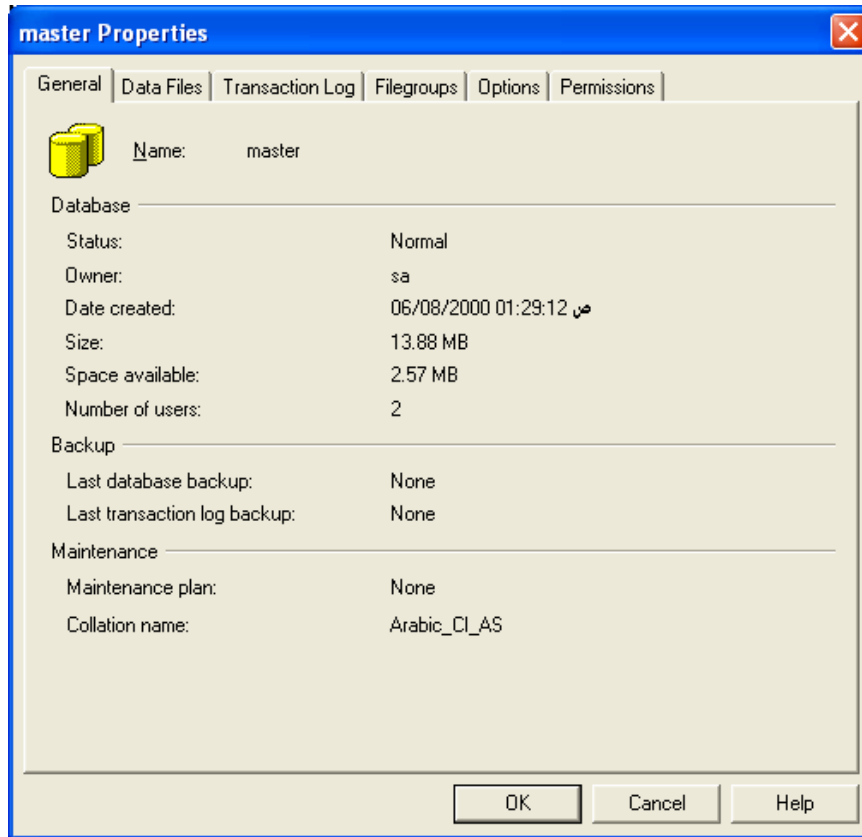 master Properties
General Data Files Transaction Log Filegroups Options Permissions
Name: master
Database
Status: Normal
Owner: sa
Date created: 06/08/2000 01:29:12 ص
Size: 13.88 MB
Space available: 2.57 MB
Number of users: 2
Backup
Last database backup: None
Last transaction log backup: None
Maintenance
Maintenance plan: None
Collation name: Arabic_CI_AS
OK Cancel Help